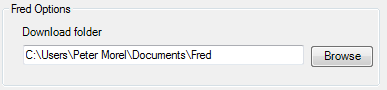 Fred Options
Download folder
C:\Users\Peter Morel\Documents\Fred
Browse